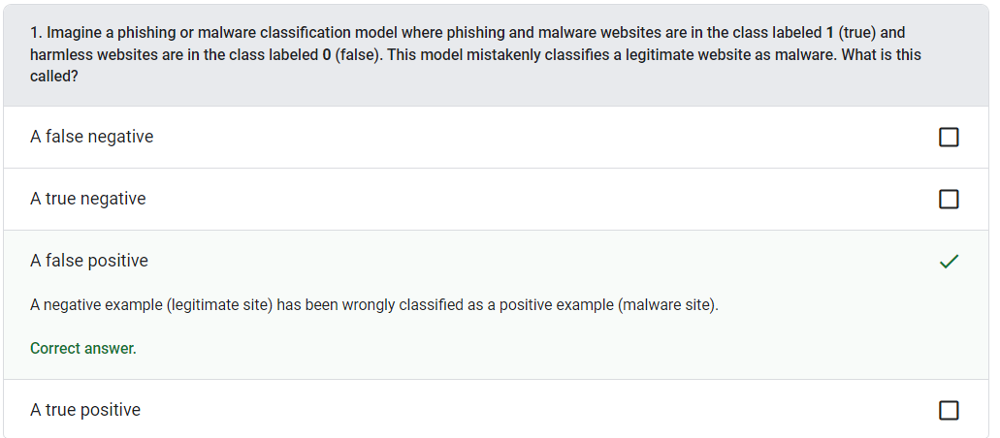 1. Imagine a phishing or malware classification model where phishing and malware websites are in the class labeled 1 (true) and
harmless websites are in the class labeled 0 (false). This model mistakenly classifies a legitimate website as malware. What is this
called?
A false negative
A true negative
A false positive
A negative example (legitimate site) has been wrongly classified as a positive example (malware site).
Correct answer.
A true positive